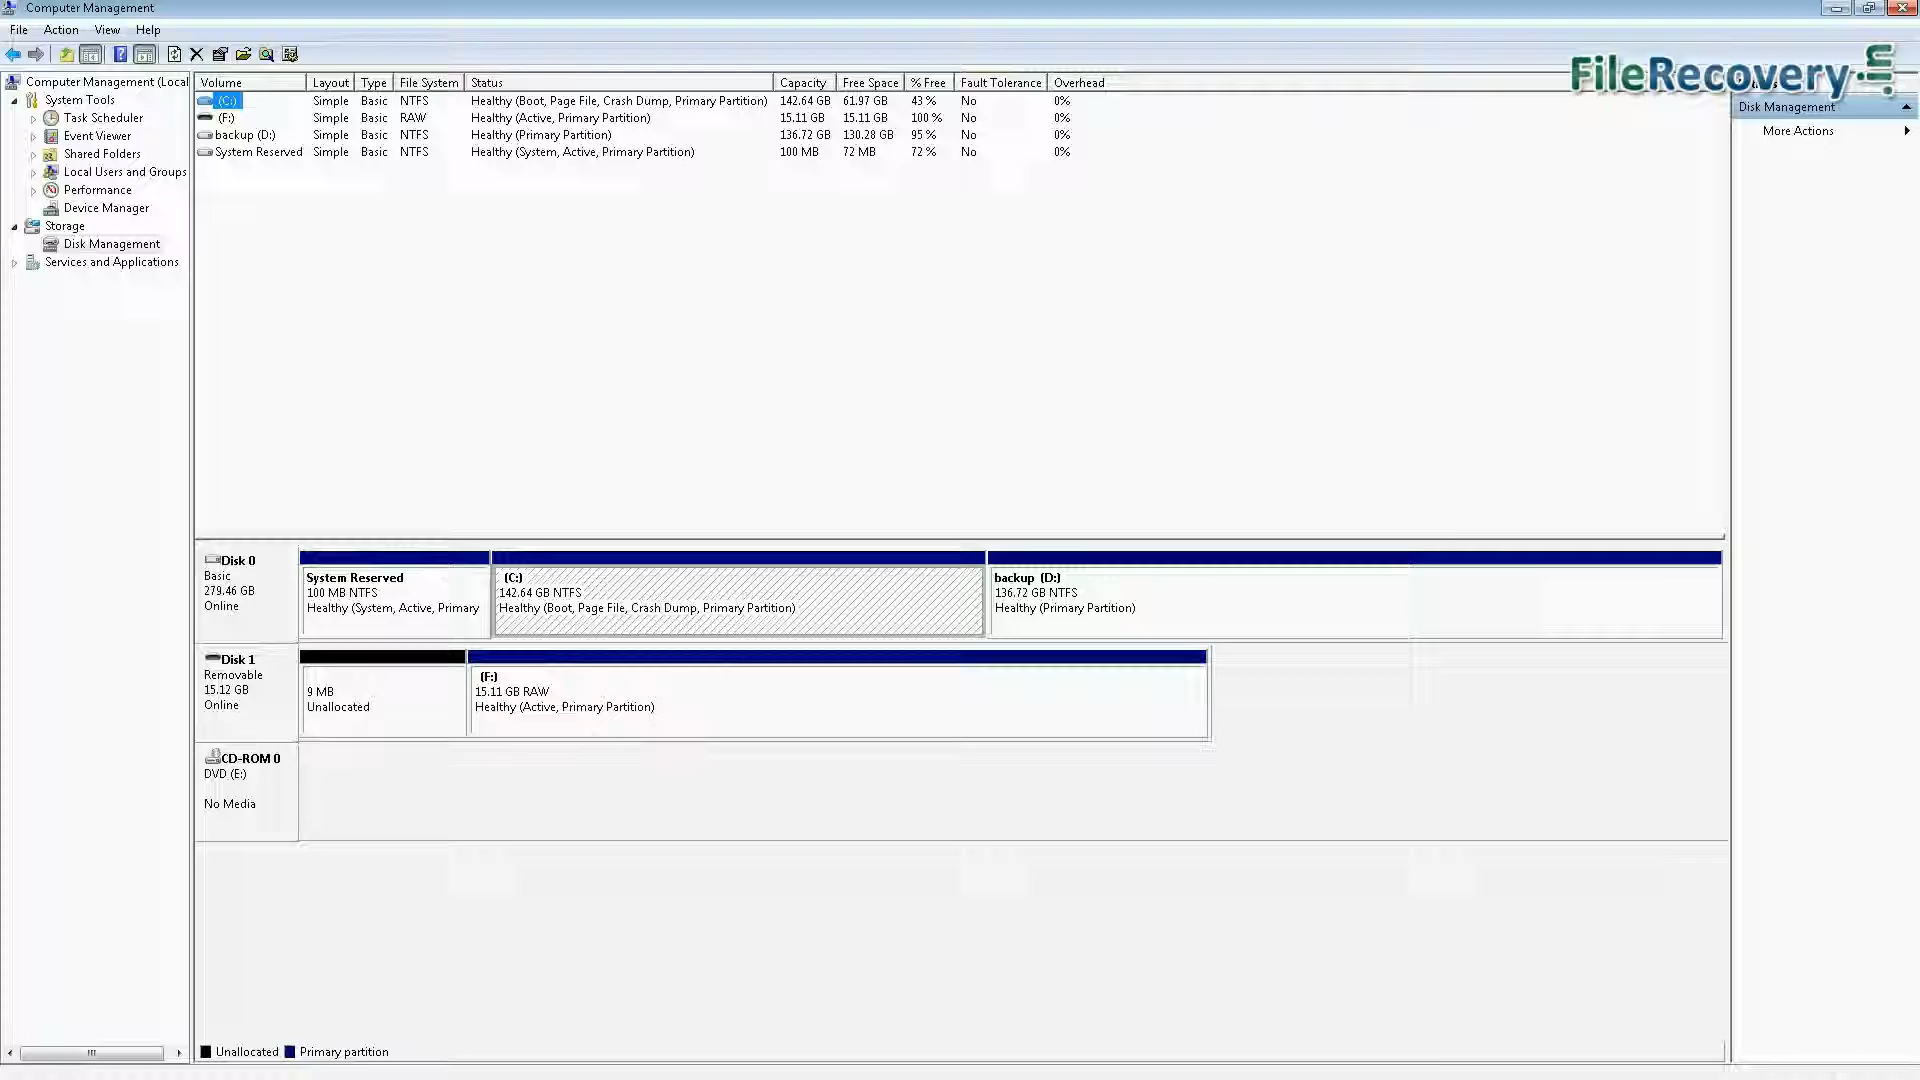 Computer Management
File Action View Help
FileRecovery
Computer Management (Local
System Tools
Task Scheduler
Event Viewer
Shared Folders
Local Users and Groups
Performance
Device Manager
Storage
Disk Management
Services and Applications
Volume Layout Type File System Status Capacity Free Space % Free Fault Tolerance Overhead
(C:) Simple Basic NTFS Healthy (Boot, Page File, Crash Dump, Primary Partition) 142.64 GB 61.97 GB 43 % No 0%
(F:) Simple Basic RAW Healthy (Active, Primary Partition) 15.11 GB 15.11 GB 100 % No 0%
backup (D:) Simple Basic NTFS Healthy (Primary Partition) 136.72 GB 130.28 GB 95 % No 0%
System Reserved Simple Basic NTFS Healthy (System, Active, Primary Partition) 100 MB 72 MB 72 % No 0%
Disk Management
More Actions
Disk 0
Basic
279.46 GB
Online
System Reserved
100 MB NTFS
Healthy (System, Active, Primary
(C:)
142.64 GB NTFS
Healthy (Boot, Page File, Crash Dump, Primary Partition)
backup (D:)
136.72 GB NTFS
Healthy (Primary Partition)
Disk 1
Removable
15.12 GB
Online
9 MB
Unallocated
(F:)
15.11 GB RAW
Healthy (Active, Primary Partition)
CD-ROM 0
DVD (E:)
No Media
Unallocated Primary partition